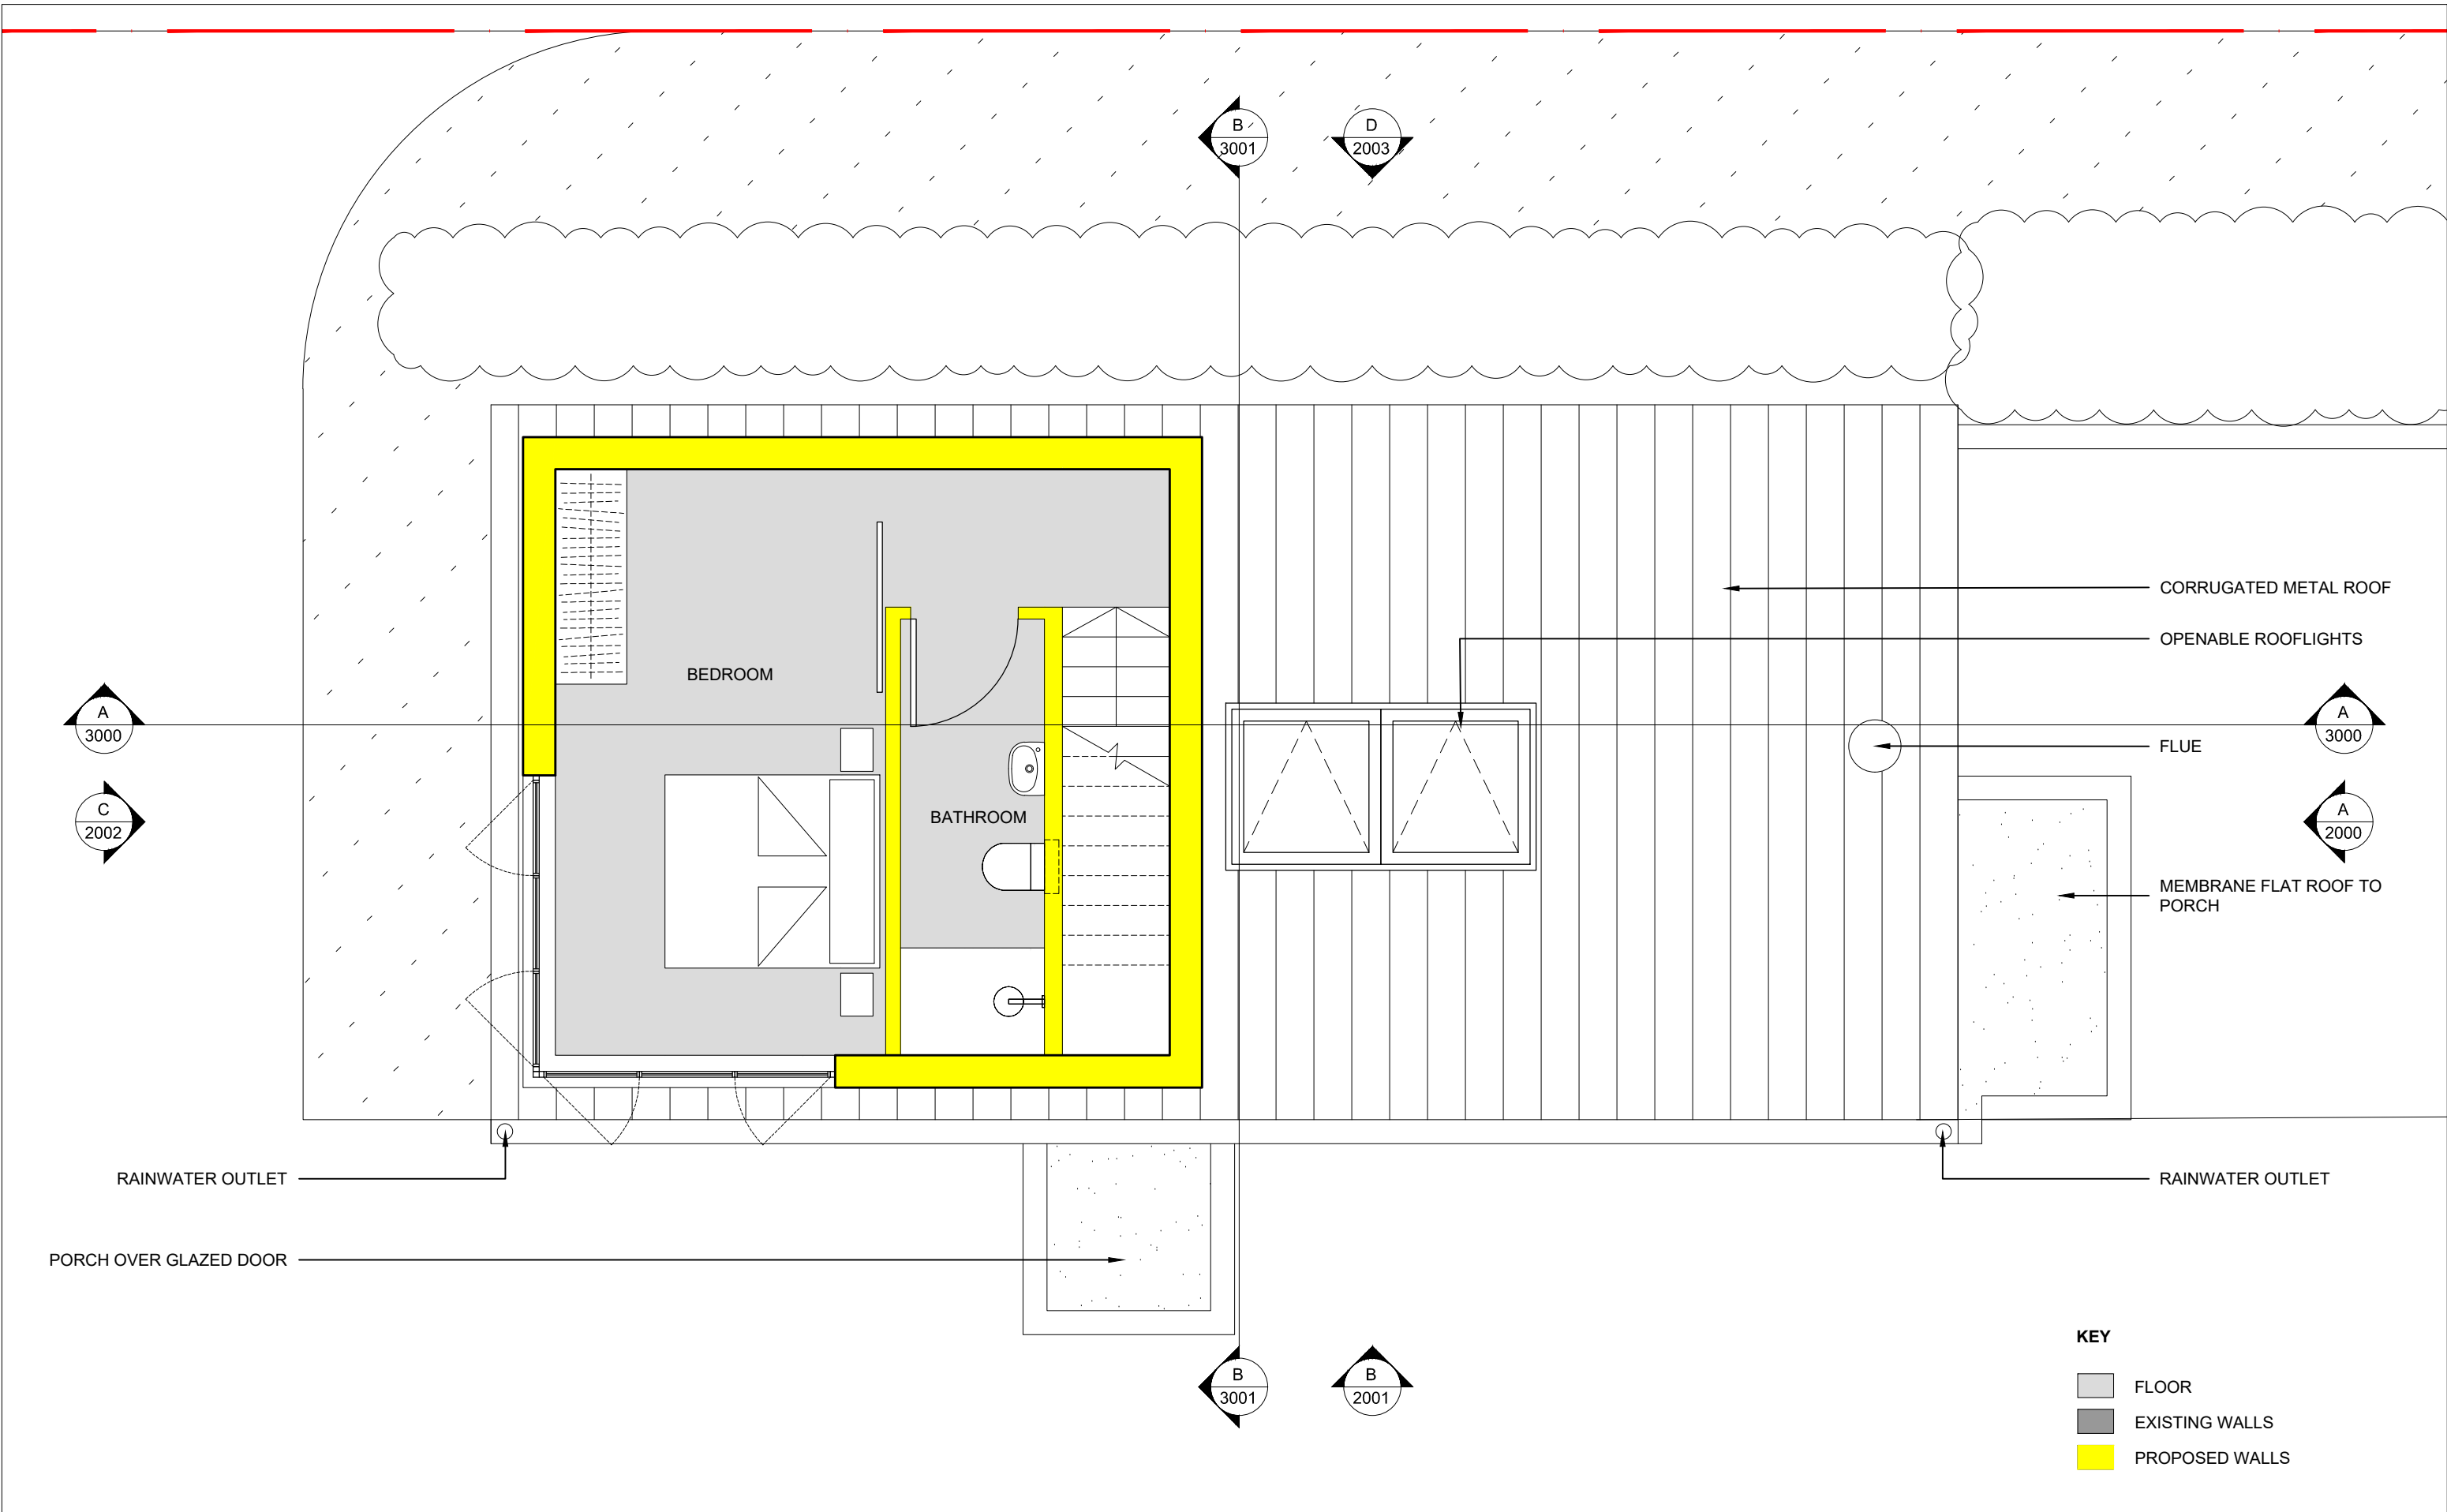 B
3001
D
2003
CORRUGATED METAL ROOF
OPENABLE ROOFLIGHTS
BEDROOM
A
3000
A
3000
FLUE
C
2002
BATHROOM
A
2000
MEMBRANE FLAT ROOF TO
PORCH
RAINWATER OUTLET
RAINWATER OUTLET
PORCH OVER GLAZED DOOR
B
3001
B
2001
KEY
FLOOR
EXISTING WALLS
PROPOSED WALLS